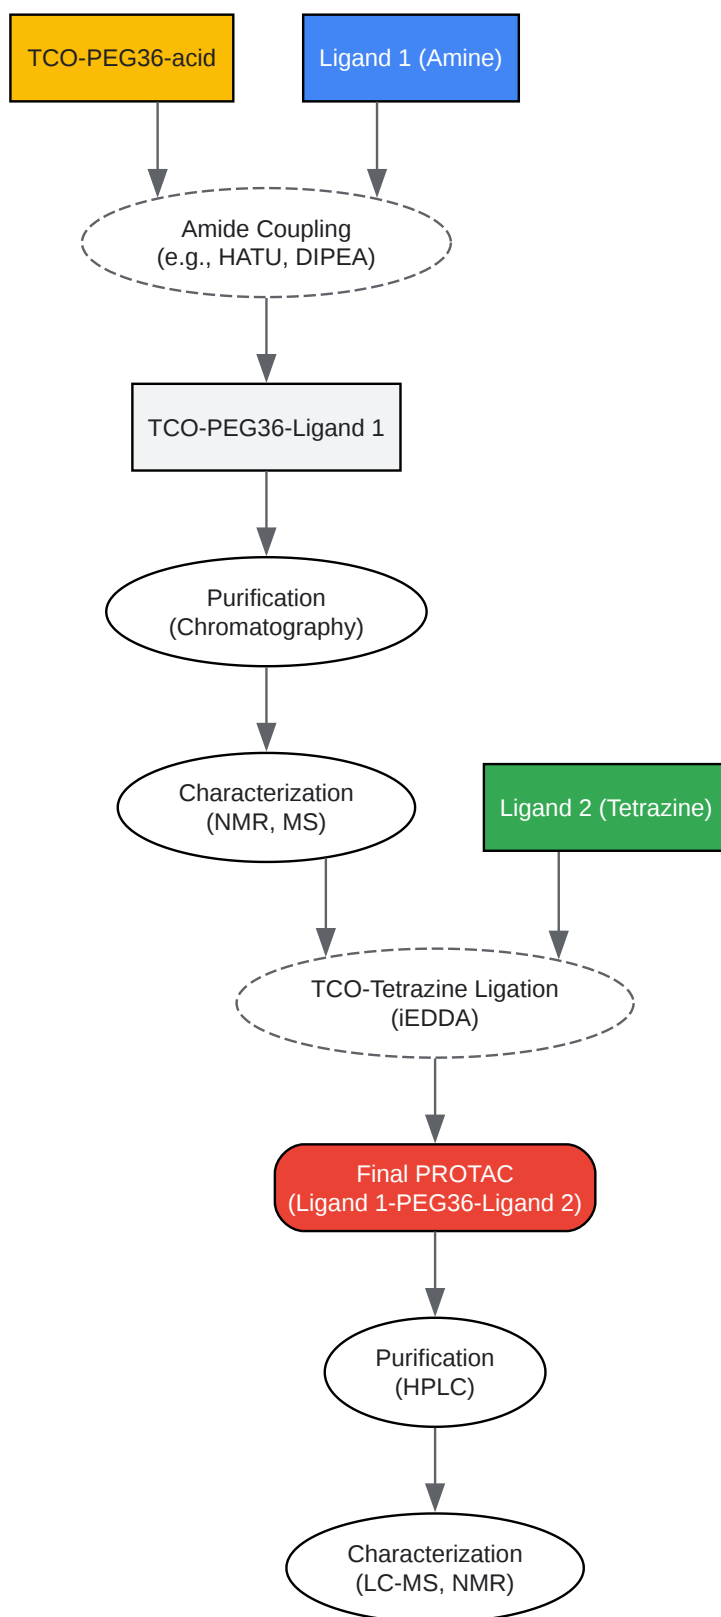 TCO-PEG36-acid
Ligand 1 (Amine)
Amide Coupling
(e.g., HATU, DIPEA)
TCO-PEG36-Ligand 1
Purification
(Chromatography)
Characterization
(NMR, MS)
Ligand 2 (Tetrazine)
TCO-Tetrazine Ligation
(iEDDA)
Final PROTAC
(Ligand 1-PEG36-Ligand 2)
Purification
(HPLC)
Characterization
(LC-MS, NMR)